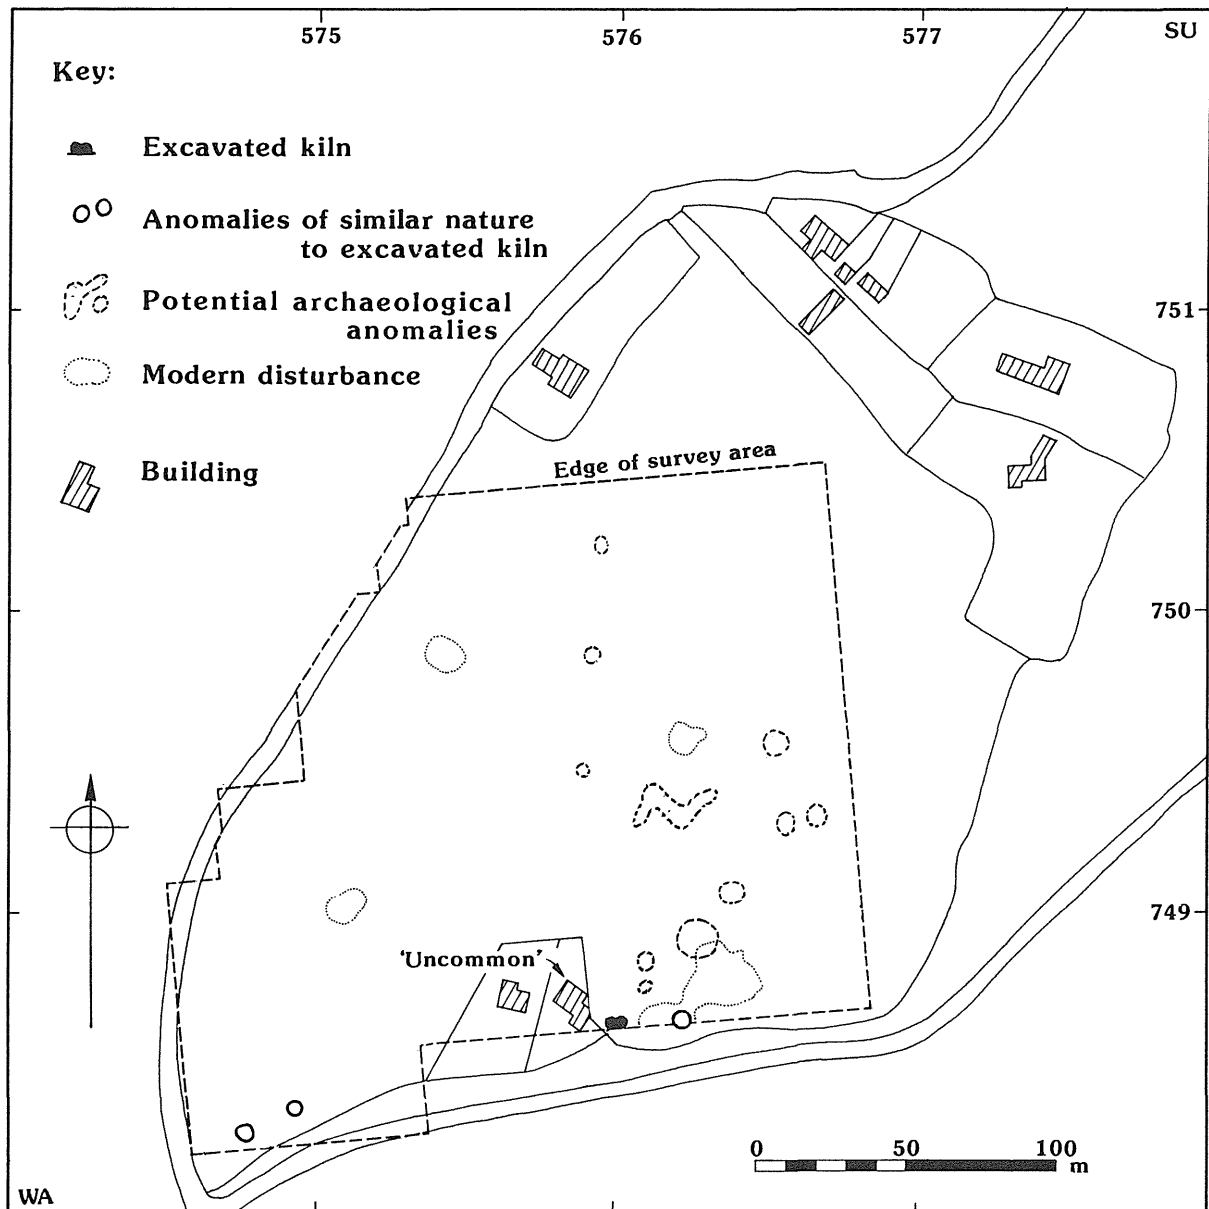 575 576 577 SU
Key:
Excavated kiln
Anomalies of similar nature
to excavated kiln
Potential archaeological
anomalies
Modern disturbance
Building
751
Edge of survey area
750
749
'Uncommon'
0 50 100
m
WA